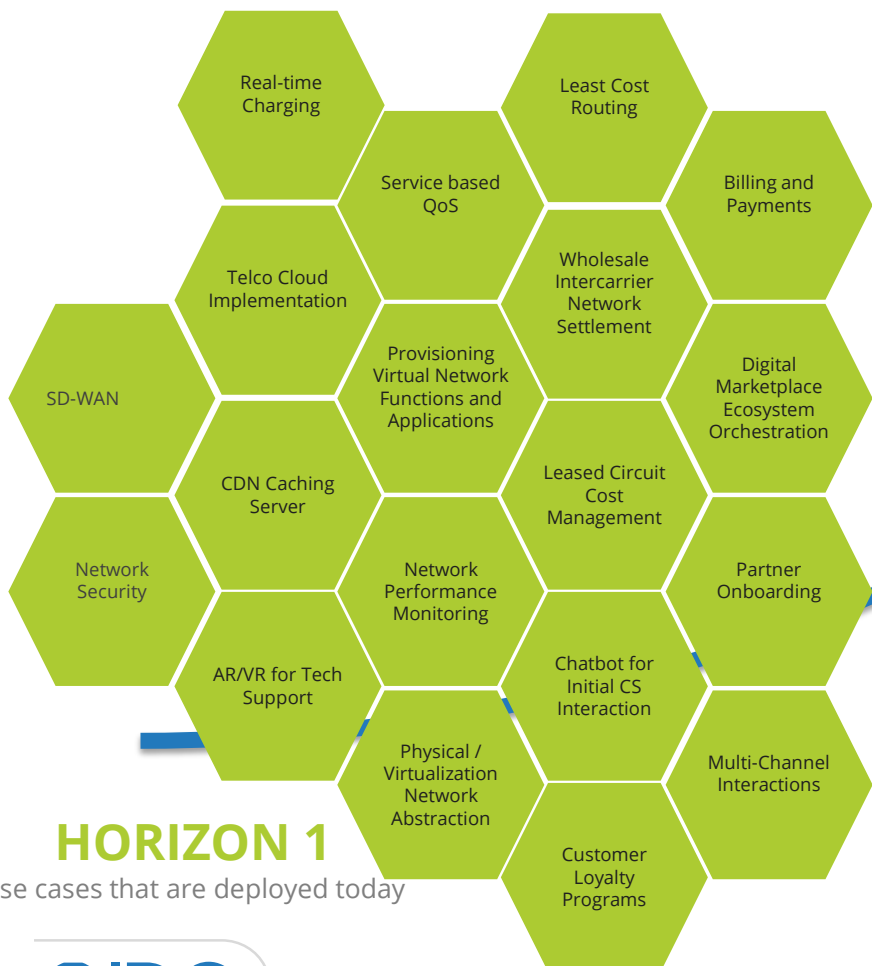 Real-time
Charging
Least Cost
Routing
Service based
QoS
Billing and
Payments
Telco Cloud
Implementation
Wholesale
Intercarrier
Network
Settlement
SD-WAN
Provisioning
Virtual Network
Functions and
Applications
Digital
Marketplace
Ecosystem
Orchestration
CDN Caching
Server
Leased Circuit
Cost
Management
Network
Security
Network
Performance
Monitoring
Partner
Onboarding
AR/VR for Tech
Support
Chatbot for
Initial CS
Interaction
Physical /
Virtualization
Network
Abstraction
Multi-Channel
Interactions
Customer
Loyalty
Programs
HORIZON 1
se cases that are deployed today